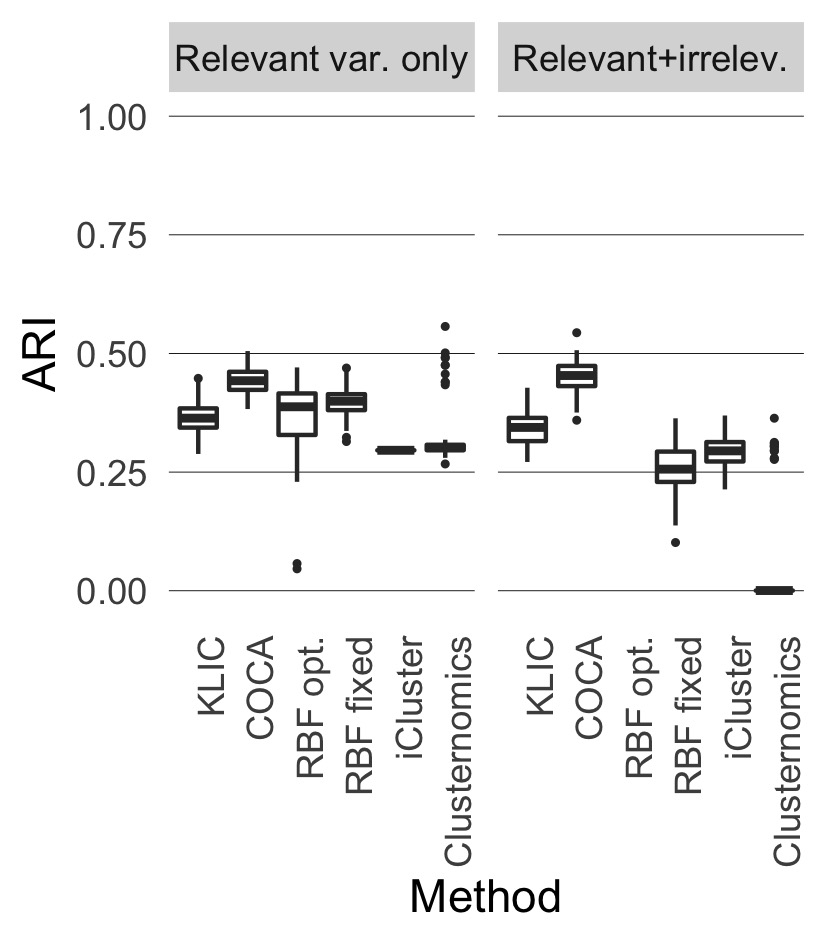 Relevant var. only
Relevant+irrelev.
1.00
0.75
0.50
0.25
0.00
ARI
KLIC
COCA
RBF opt.
RBF fixed
iCluster
Clusternomics
KLIC
COCA
RBF opt.
RBF fixed
iCluster
Clusternomics
Method